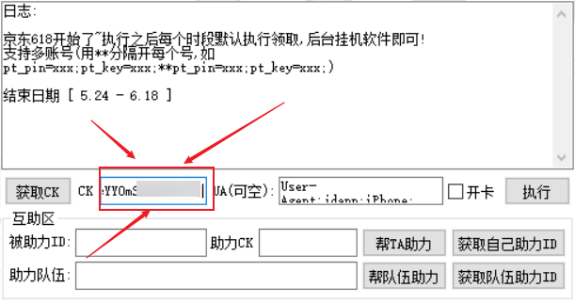 日志:
京东618开始了~执行之后每个时段默认执行领取,后台挂机软件即可!
支持多账号(用**分隔开每个号,如
pt_pin=xxx;pt_key=xxx;**pt_pin=xxx;pt_key=xxx;)
结束日期 [ 5.24 - 6.18 ]
获取CK CK eYYOmS UA(可空): User-
Agent:jdapp;iPhone; 开卡 执行
互助区
被助力ID: 助力CK 帮TA助力 获取自己助力ID
助力队伍: 帮队伍助力 获取队伍助力ID